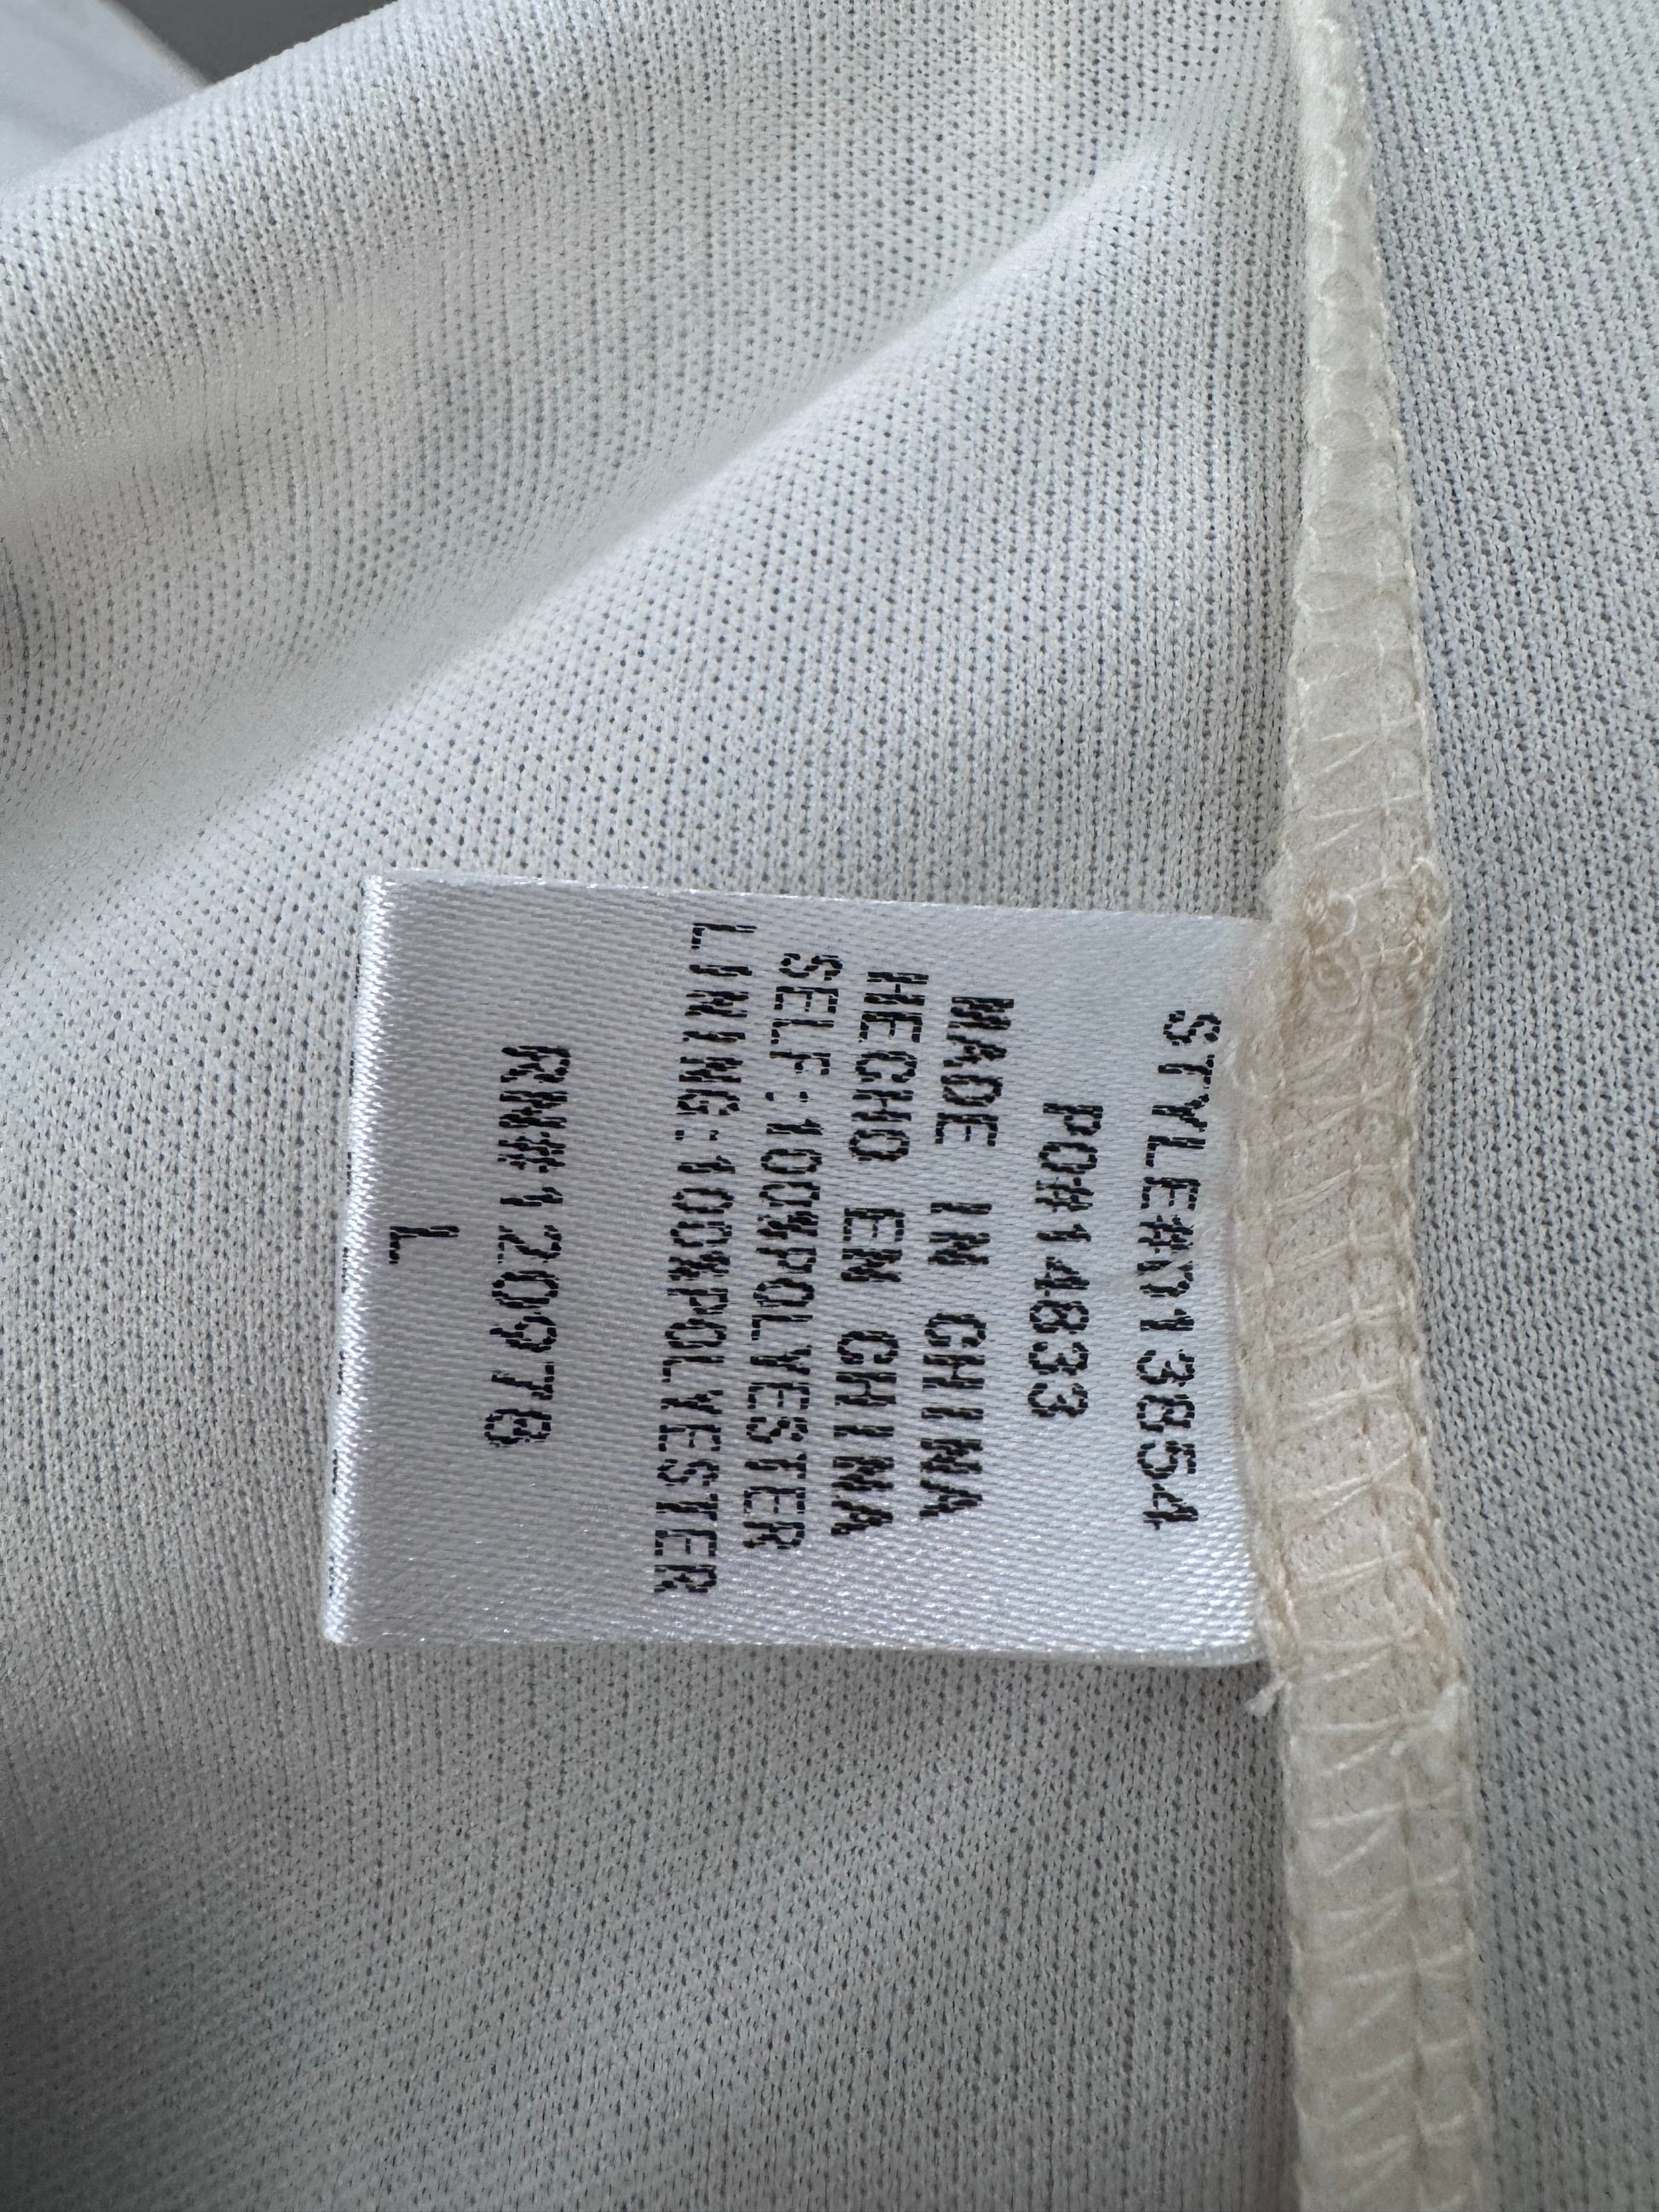 STYLE#D13854
PO#14833
MADE IN CHINA
HECHO EN CHINA
SELF:100%POLYESTER
LINING:100%POLYESTER
RN#120978
L